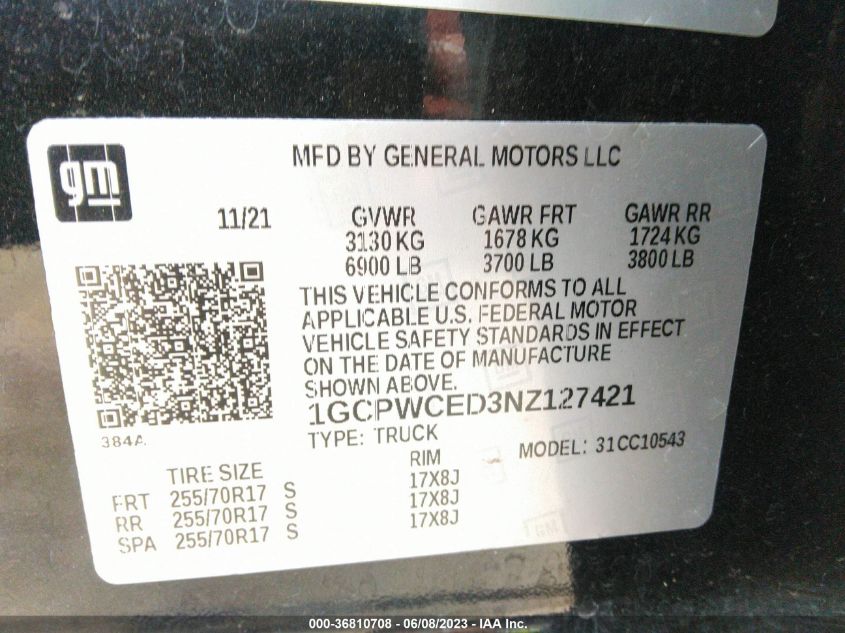 gm
MFD BY GENERAL MOTORS LLC
11/21 GVWR GAWR FRT GAWR RR
3130 KG 1678 KG 1724 KG
6900 LB 3700 LB 3800 LB
THIS VEHICLE CONFORMS TO ALL
APPLICABLE U.S. FEDERAL MOTOR
VEHICLE SAFETY STANDARDS IN EFFECT
ON THE DATE OF MANUFACTURE
SHOWN ABOVE.
1GCPWCED3NZ127421
384A
TYPE: TRUCK MODEL: 31CC10543
TIRE SIZE RIM
FRT 255/70R17 S 17X8J
RR 255/70R17 S 17X8J
SPA 255/70R17 S 17X8J
000-36810708 - 06/08/2023 - IAA Inc.